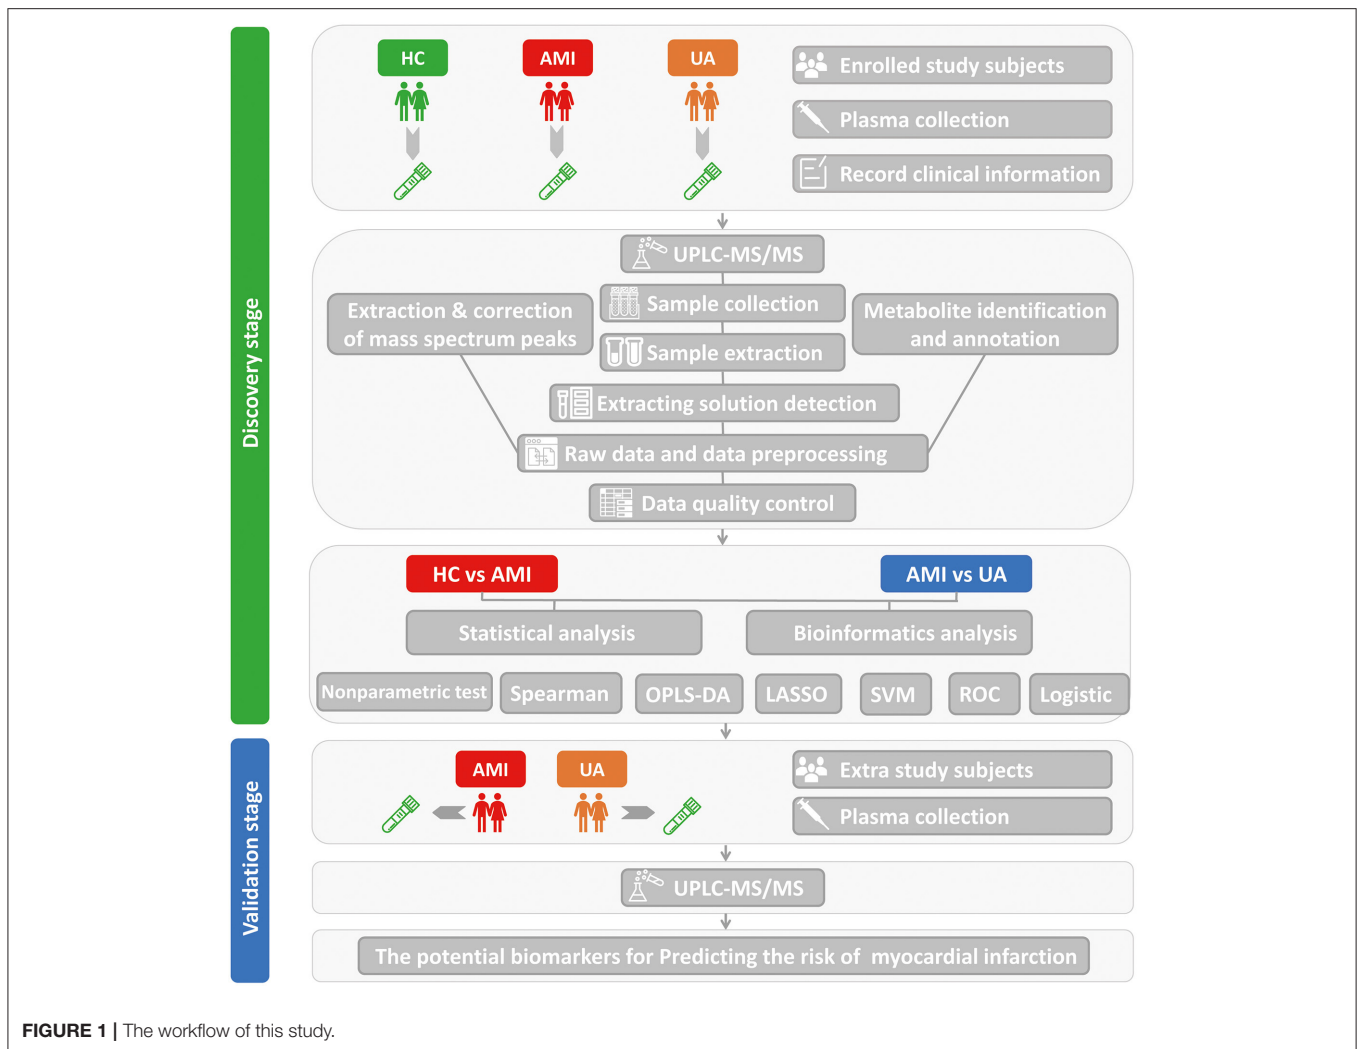 Discovery stage
HC
AMI
UA
Enrolled study subjects
Plasma collection
Record clinical information
UPLC-MS/MS
Sample collection
Extraction & correction
of mass spectrum peaks
Metabolite identification
and annotation
Sample extraction
Extracting solution detection
Raw data and data preprocessing
Data quality control
HC vs AMI
AMI vs UA
Statistical analysis
Bioinformatics analysis
Nonparametric test
Spearman
OPLS-DA
LASSO
SVM
ROC
Logistic
Validation stage
AMI
UA
Extra study subjects
Plasma collection
UPLC-MS/MS
The potential biomarkers for Predicting the risk of myocardial infarction
FIGURE 1 | The workflow of this study.